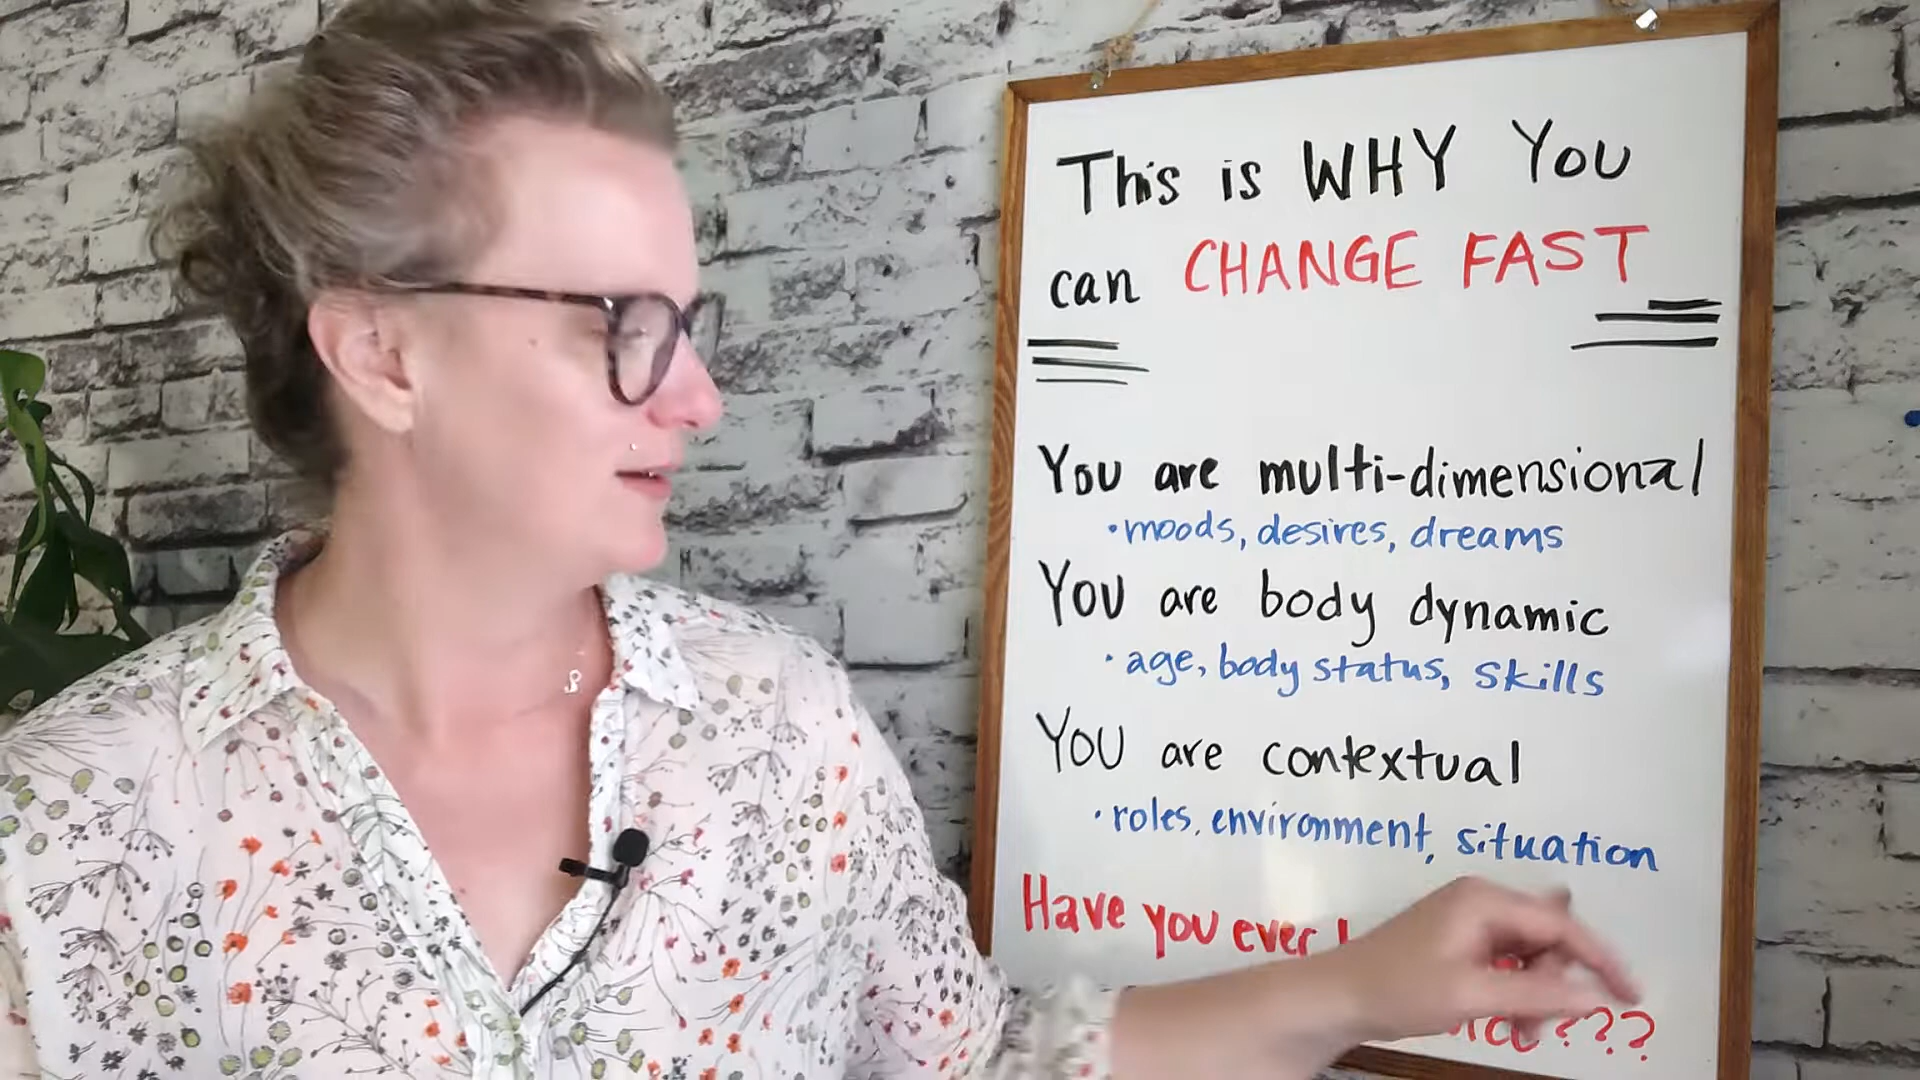 This is WHY You
can CHANGE FAST
You are multi-dimensional
• moods, desires, dreams
You are body dynamic
• age, body status, skills
You are contextual
• roles, environment, situation
Have you ever
???